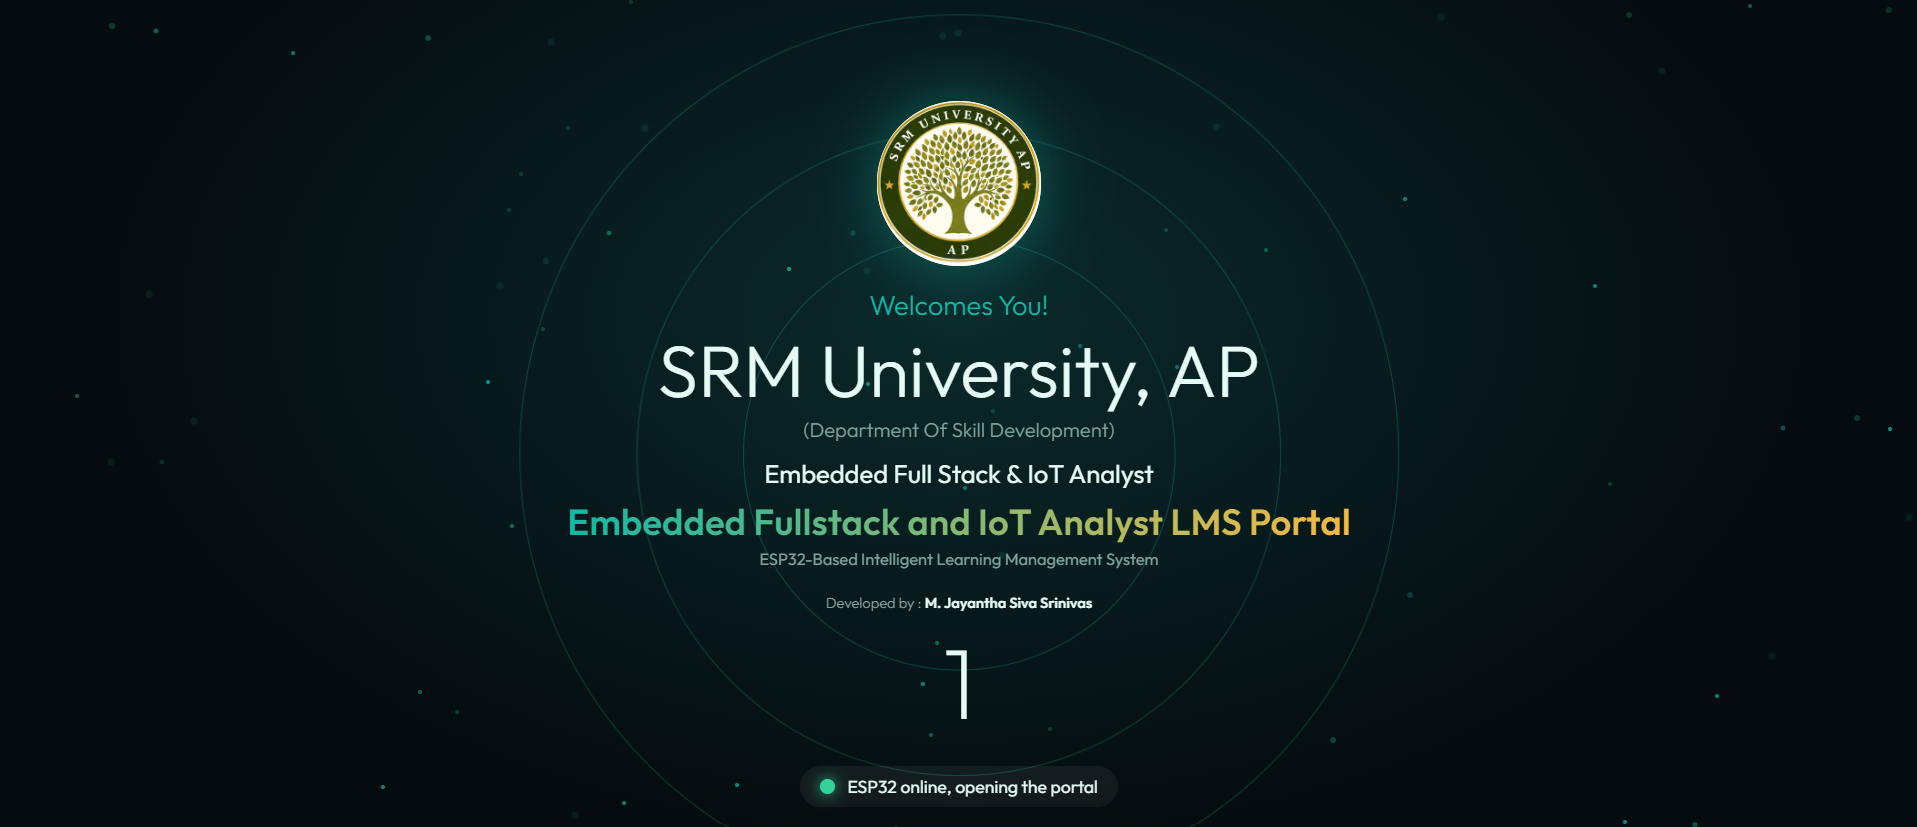 SRM UNIVERSITY AP
AP
Welcomes You!
SRM University, AP
(Department Of Skill Development)
Embedded Full Stack & IoT Analyst
Embedded Fullstack and IoT Analyst LMS Portal
ESP32-Based Intelligent Learning Management System
Developed by : M. Jayantha Siva Srinivas
1
ESP32 online, opening the portal